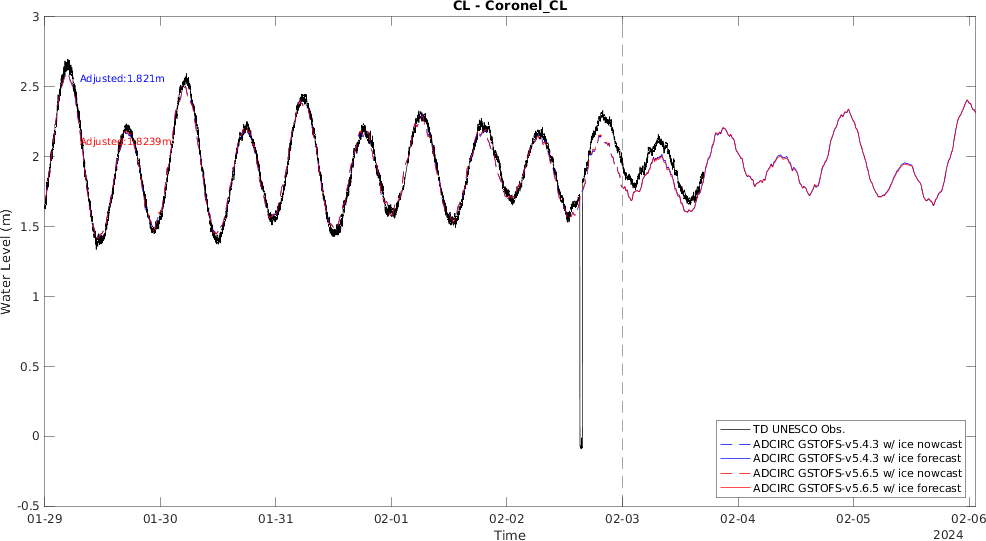 CL - Coronel_CL
3
2.5
2
1.5
1
0.5
0
-0.5
Water Level (m)
Adjusted:1.821m
Adjusted:1.8239m
TD UNESCO Obs.
ADCIRC GSTOFS-v5.4.3 w/ ice nowcast
ADCIRC GSTOFS-v5.4.3 w/ ice forecast
ADCIRC GSTOFS-v5.6.5 w/ ice nowcast
ADCIRC GSTOFS-v5.6.5 w/ ice forecast
01-29 01-30 01-31 02-01 02-02 02-03 02-04 02-05 02-06
Time
2024